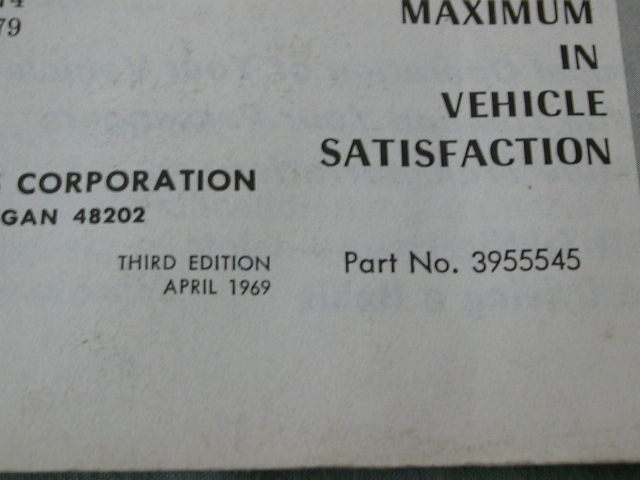 79
MAXIMUM
IN
VEHICLE
SATISFACTION
CORPORATION
GAN 48202
THIRD EDITION
APRIL 1969
Part No. 3955545